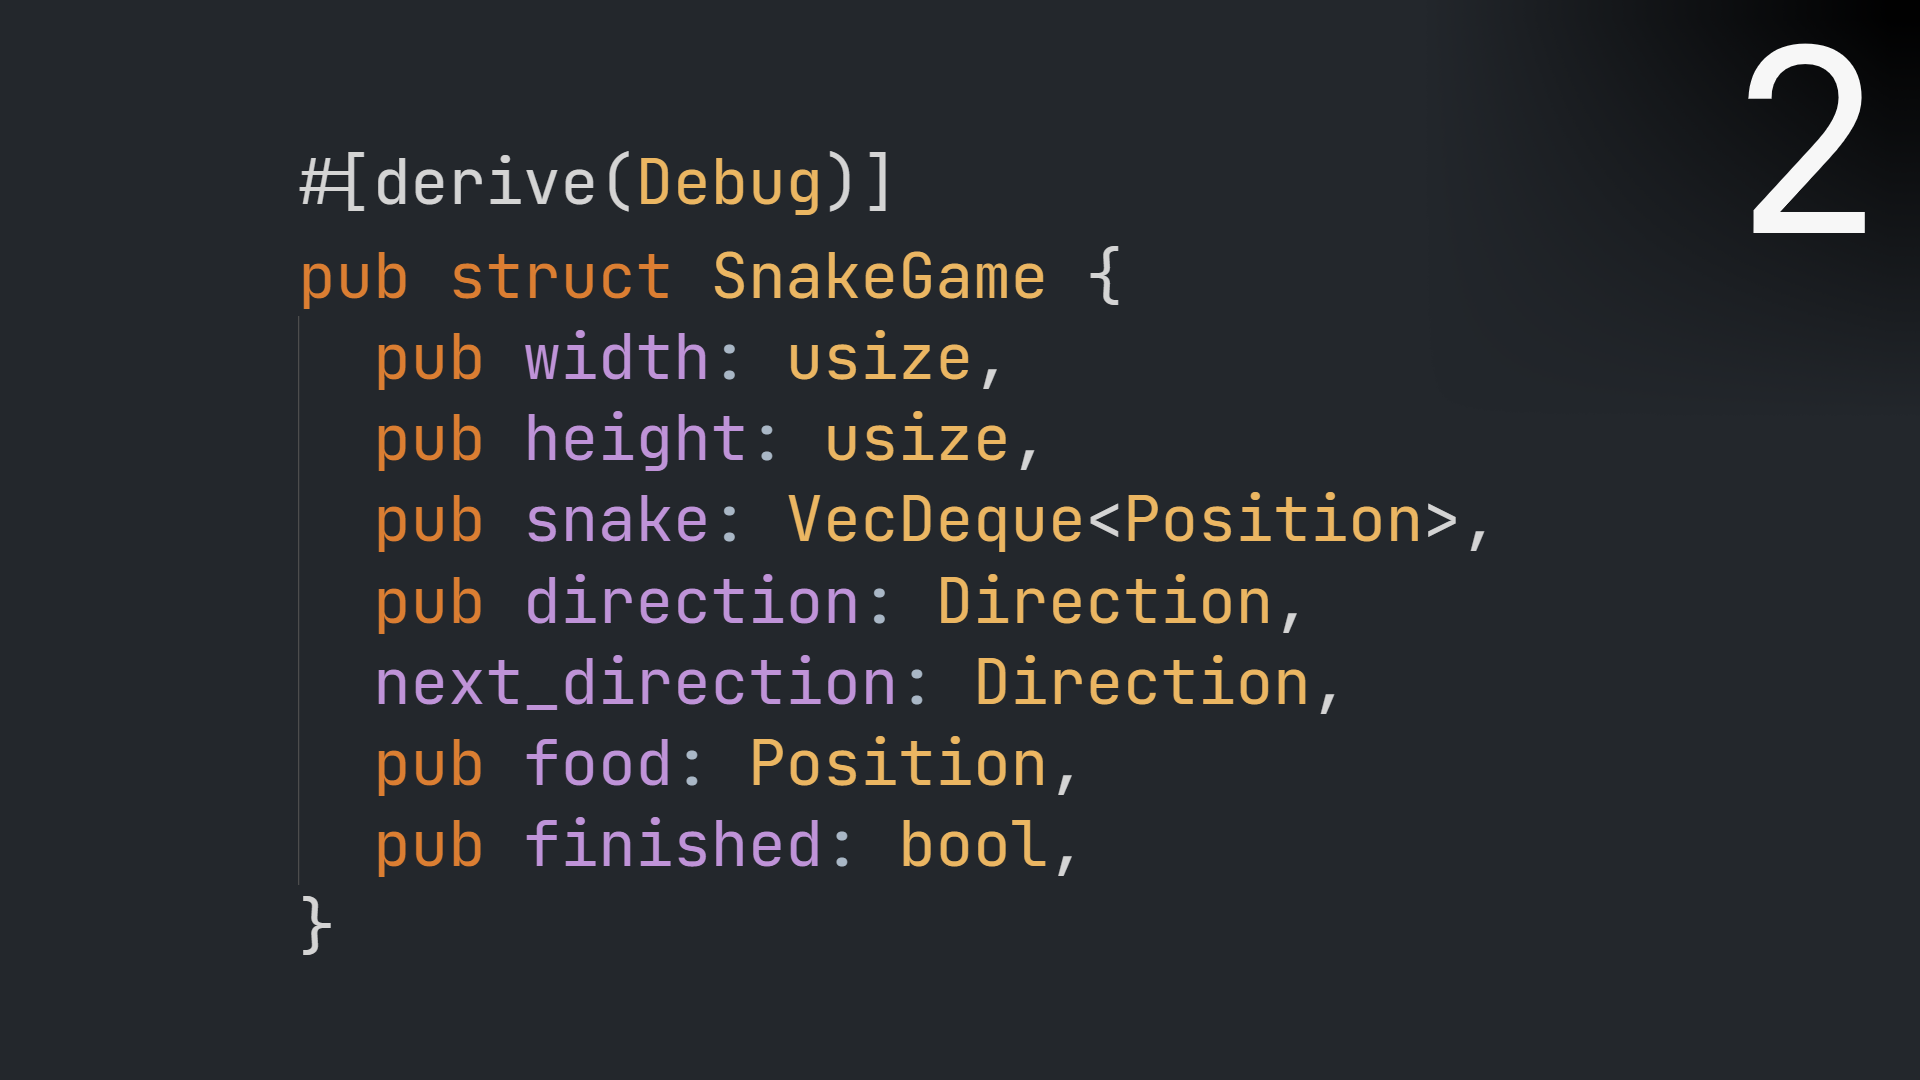 2
#[derive(Debug)]
pub struct SnakeGame {
  pub width: usize,
  pub height: usize,
  pub snake: VecDeque<Position>,
  pub direction: Direction,
  next_direction: Direction,
  pub food: Position,
  pub finished: bool,
}